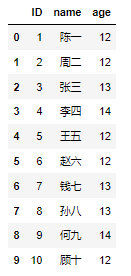 ID name age
0 1 陈一 12
1 2 周二 12
2 3 张三 13
3 4 李四 14
4 5 王五 12
5 6 赵六 12
6 7 钱七 13
7 8 孙八 13
8 9 何九 14
9 10 顾十 12